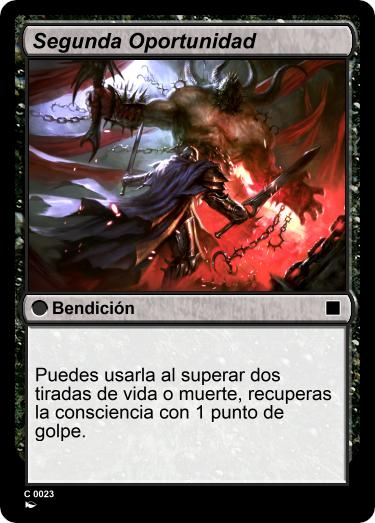 Segunda Oportunidad
Bendición
Puedes usarla al superar dos
tiradas de vida o muerte, recuperas
la consciencia con 1 punto de
golpe.
C 0023